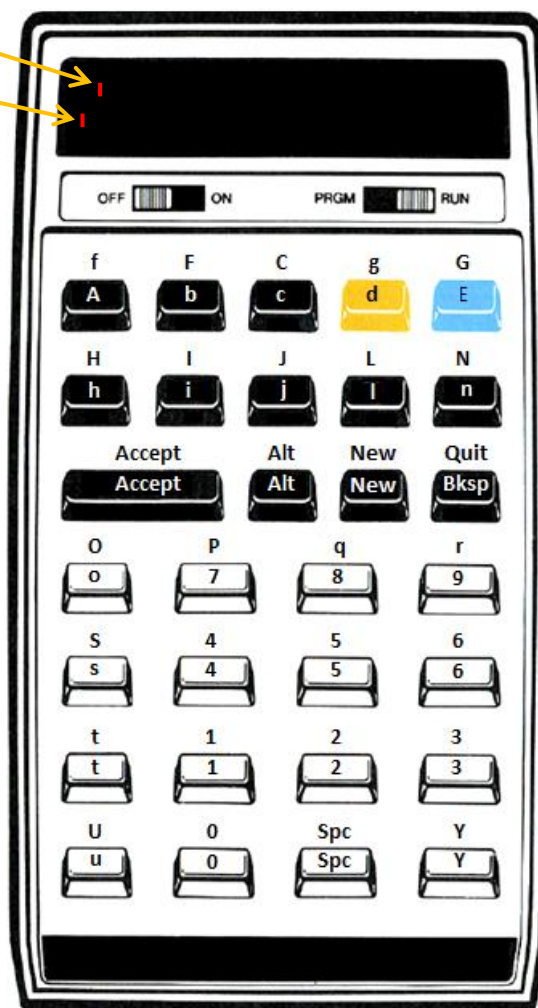 OFF ON PRGM RUN
f F C g G
A b c d E
H I J L N
h i j l n
Accept Alt New Quit
Accept Alt New Bksp
O P q r
o 7 8 9
S 4 5 6
s 4 5 6
t 1 2 3
t 1 2 3
U 0 Spc Y
u 0 Spc Y